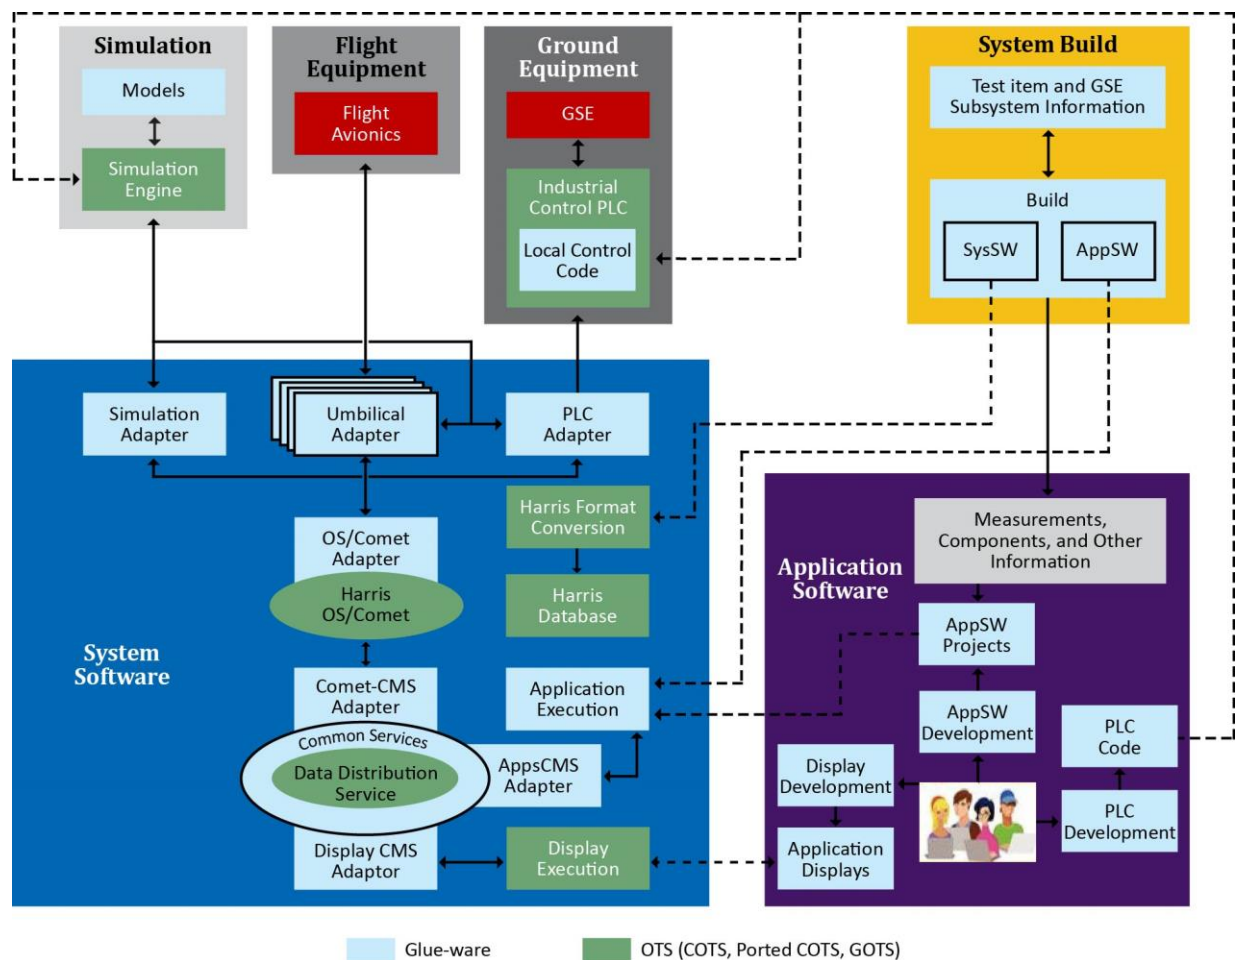 Simulation
Models
Simulation
Engine
Flight
Equipment
Flight
Avionics
Ground
Equipment
GSE
Industrial
Control PLC
Local Control
Code
System Build
Test item and GSE
Subsystem Information
Build
SysSW
AppSW
Simulation
Adapter
Umbilical
Adapter
PLC
Adapter
OS/Comet
Adapter
Harris
OS/Comet
Harris Format
Conversion
Harris
Database
System
Software
Comet-CMS
Adapter
Application
Execution
Common Services
Data Distribution
Service
AppsCMS
Adapter
Display CMS
Adaptor
Display
Execution
Application
Software
Measurements,
Components, and Other
Information
AppSW
Projects
AppSW
Development
PLC
Code
Display
Development
PLC
Development
Application
Displays
Glue-ware
OTS (COTS, Ported COTS, GOTS)